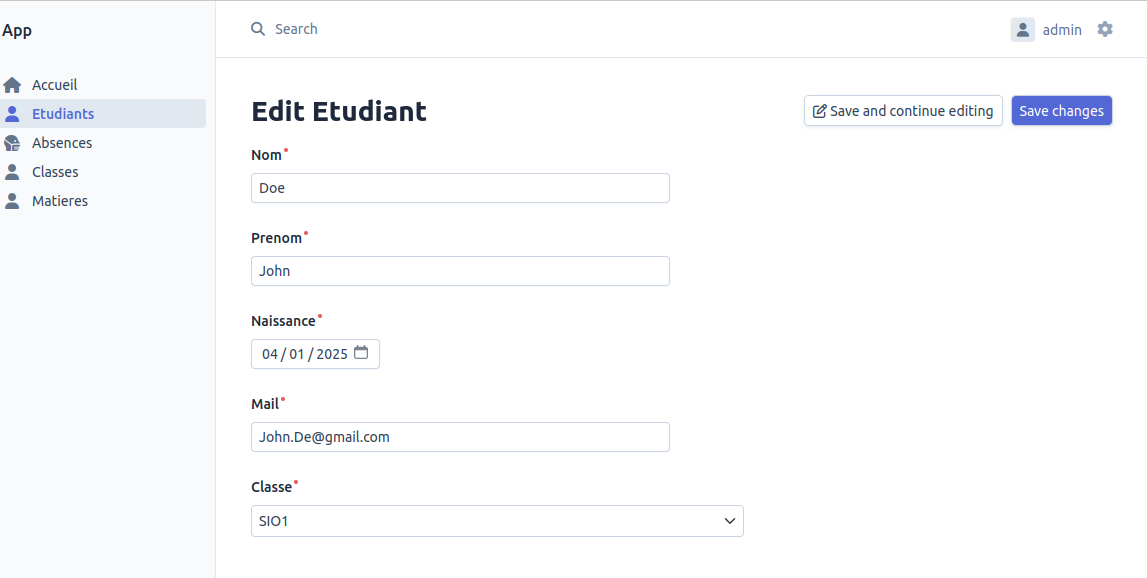 App
Accueil
Etudiants
Absences
Classes
Matieres
Search
admin
Edit Etudiant
Save and continue editing
Save changes
Nom
Doe
Prenom
John
Naissance
04/01/2025
Mail
John.De@gmail.com
Classe
SIO1